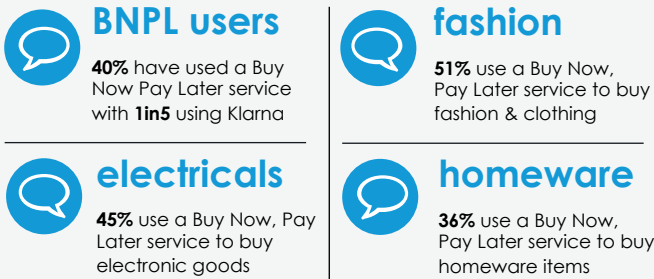 BNPL users
40% have used a Buy
Now Pay Later service
with 1in5 using Klarna
fashion
51% use a Buy Now,
Pay Later service to buy
fashion & clothing
electricals
45% use a Buy Now, Pay
Later service to buy
electronic goods
homeware
36% use a Buy Now,
Pay Later service to buy
homeware items